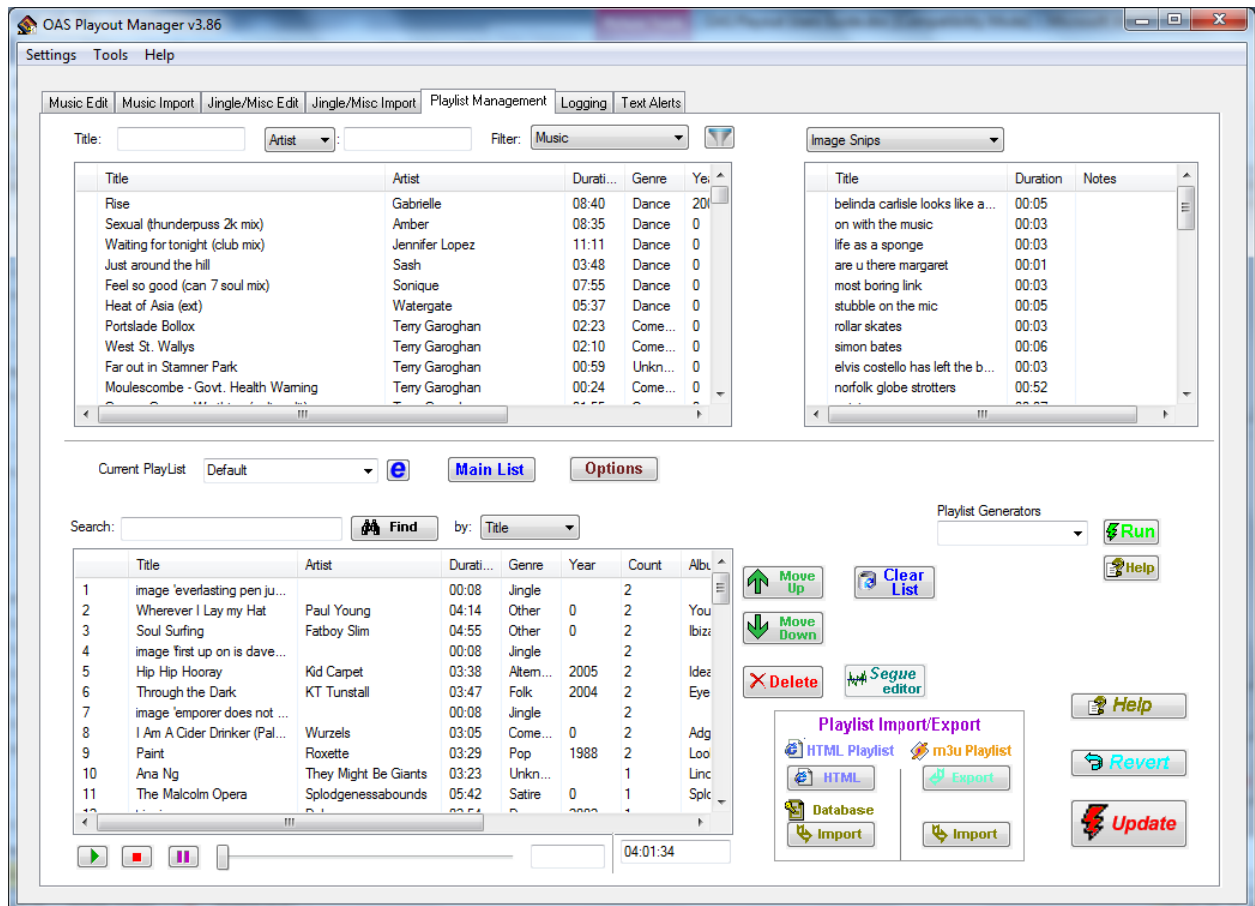 OAS Playout Manager v3.86
Settings Tools Help
Music Edit Music Import Jingle/Misc Edit Jingle/Misc Import Playlist Management Logging Text Alerts
Title: Artist : Filter: Music Image Snips
Title Artist Durati... Genre Title Duration Notes
Rise Gabrielle 08:40 Dance belinda carlisle looks like a... 00:05
Sexual (thunderpuss 2k mix) Amber 08:35 Dance 0 on with the music 00:03
Waiting for tonight (club mix) Jennifer Lopez 11:11 Dance 0 life as a sponge 00:03
Just around the hill Sash 03:48 Dance 0 are u there margaret 00:01
Feel so good (can 7 soul mix) Sonique 07:55 Dance 0 most boring link 00:03
Heat of Asia (ext) Watergate 05:37 Dance 0 stubble on the mic 00:05
Portslade Bollox Terry Garoghan 02:23 Come... 0 rollar skates 00:03
West St. Wallys Terry Garoghan 02:10 Come... 0 simon bates 00:06
Far out in Stamner Park Terry Garoghan 00:59 Unkn... 0 elvis costello has left the b... 00:03
Moulescombe - Govt. Health Warning Terry Garoghan 00:24 Come... 0 norfolk globe strotters 00:52
Current PlayList Default e Main List Options
Playlist Generators
Search: Find by: Title Run
Title Artist Durati... Genre Year Count Help
1 image 'everlasting pen ju... 00:08 Jingle 2 Move Up Clear List
2 Wherever I Lay my Hat Paul Young 04:14 Other 0 2 You
3 Soul Surfing Fatboy Slim 04:55 Other 0 2 Move Down
4 image 'first up on is dave... 00:08 Jingle 2
5 Hip Hip Hooray Kid Carpet 03:38 Altern... 2005 2 Idea
6 Through the Dark KT Tunstall 03:47 Folk 2004 2 Eye Delete Segue editor
7 image 'emporer does not ... 00:08 Jingle 2 Help
8 I Am A Cider Drinker (Pal... Wurzels 03:05 Come... 0 2 Adg Playlist Import/Export
9 Paint Roxette 03:29 Pop 1988 2 Loo HTML Playlist m3u Playlist
10 Ana Ng They Might Be Giants 03:23 Unkn... 1 Linc HTML Export Revert
11 The Malcolm Opera Splodgenessabounds 05:42 Satire 0 1 Splc Database
Import Import Update
04:01:34